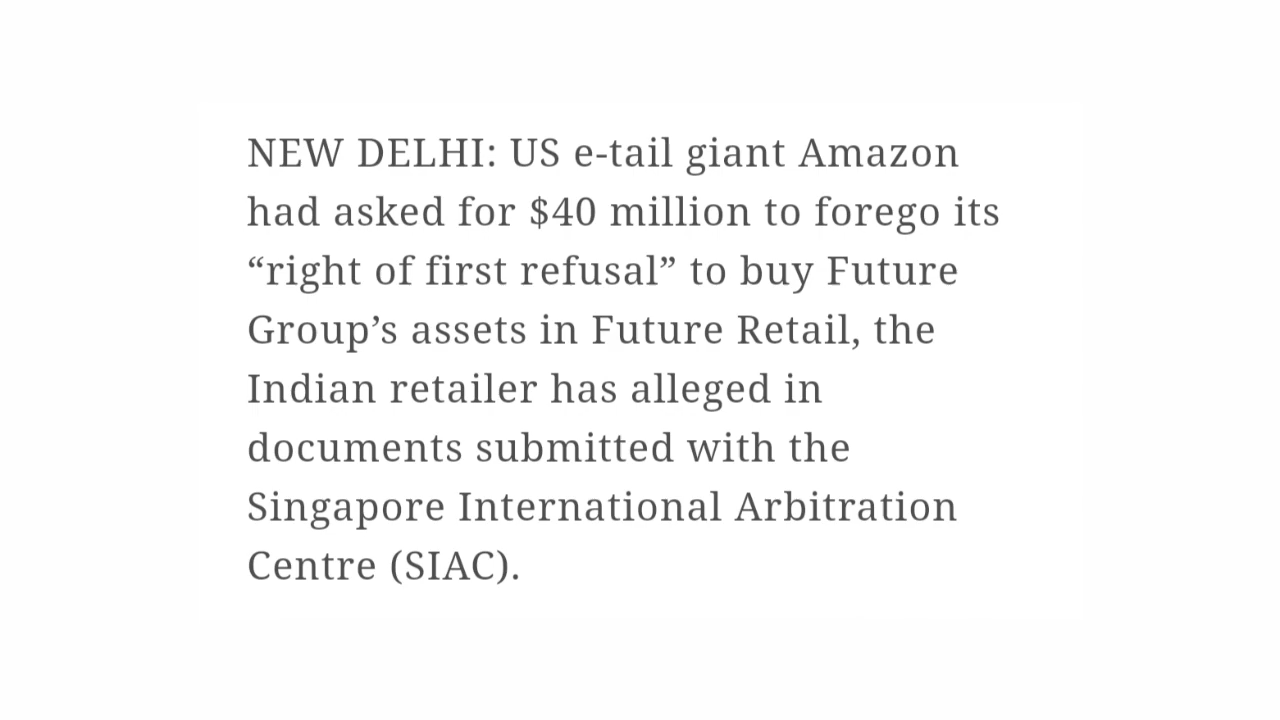 NEW DELHI: US e-tail giant Amazon
had asked for $40 million to forego its
“right of first refusal” to buy Future
Group’s assets in Future Retail, the
Indian retailer has alleged in
documents submitted with the
Singapore International Arbitration
Centre (SIAC).